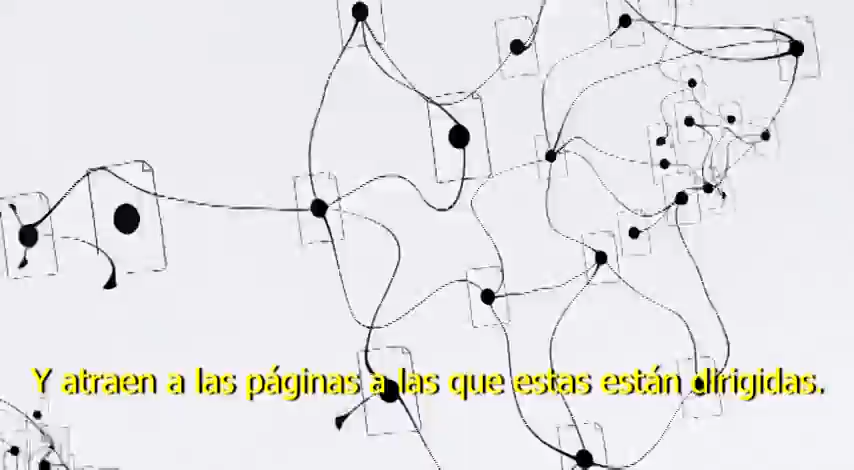 Y atraen a las páginas a las que estas están dirigidas.